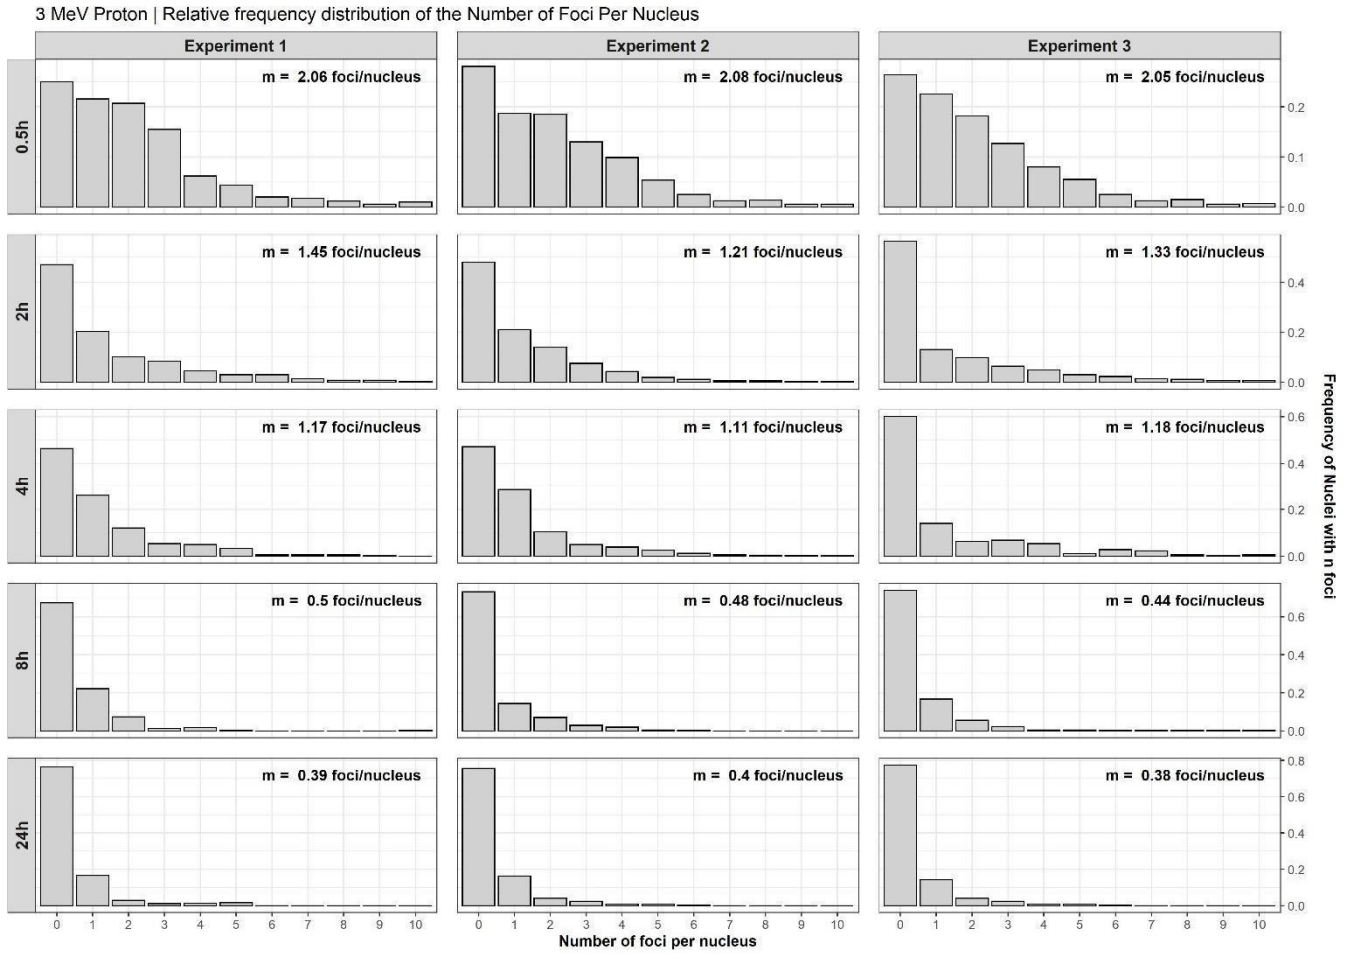 3 MeV Proton | Relative frequency distribution of the Number of Foci Per Nucleus
Experiment 1 Experiment 2 Experiment 3
0.5h
m = 2.06 foci/nucleus
m = 2.08 foci/nucleus
m = 2.05 foci/nucleus
0.2
0.1
0.0
2h
m = 1.45 foci/nucleus
m = 1.21 foci/nucleus
m = 1.33 foci/nucleus
0.4
0.2
0.0
4h
m = 1.17 foci/nucleus
m = 1.11 foci/nucleus
m = 1.18 foci/nucleus
0.6
0.4
0.2
0.0
8h
m = 0.5 foci/nucleus
m = 0.48 foci/nucleus
m = 0.44 foci/nucleus
0.6
0.4
0.2
0.0
24h
m = 0.39 foci/nucleus
m = 0.4 foci/nucleus
m = 0.38 foci/nucleus
0.8
0.6
0.4
0.2
0.0
0 1 2 3 4 5 6 7 8 9 10
0 1 2 3 4 5 6 7 8 9 10
0 1 2 3 4 5 6 7 8 9 10
Number of foci per nucleus
Frequency of Nuclei with n foci